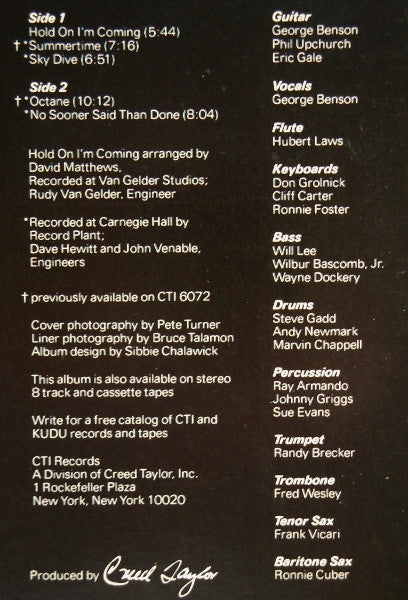 Side 1
Hold On I'm Coming (5:44)
†*Summertime (7:16)
*Sky Dive (6:51)
Side 2
†*Octane (10:12)
*No Sooner Said Than Done (8:04)
Hold On I'm Coming arranged by
David Matthews,
Recorded at Van Gelder Studios;
Rudy Van Gelder, Engineer
*Recorded at Carnegie Hall by
Record Plant;
Dave Hewitt and John Venable,
Engineers
† previously available on CTI 6072
Cover photography by Pete Turner
Liner photography by Bruce Talamon
Album design by Sibbie Chalawick
This album is also available on stereo
8 track and cassette tapes
Write for a free catalog of CTI and
KUDU records and tapes
CTI Records
A Division of Creed Taylor, Inc.
1 Rockefeller Plaza
New York, New York 10020
Produced by Creed Taylor
Guitar
George Benson
Phil Upchurch
Eric Gale
Vocals
George Benson
Flute
Hubert Laws
Keyboards
Don Grolnick
Cliff Carter
Ronnie Foster
Bass
Will Lee
Wilbur Bascomb, Jr.
Wayne Dockery
Drums
Steve Gadd
Andy Newmark
Marvin Chappell
Percussion
Ray Armando
Johnny Griggs
Sue Evans
Trumpet
Randy Brecker
Trombone
Fred Wesley
Tenor Sax
Frank Vicari
Baritone Sax
Ronnie Cuber